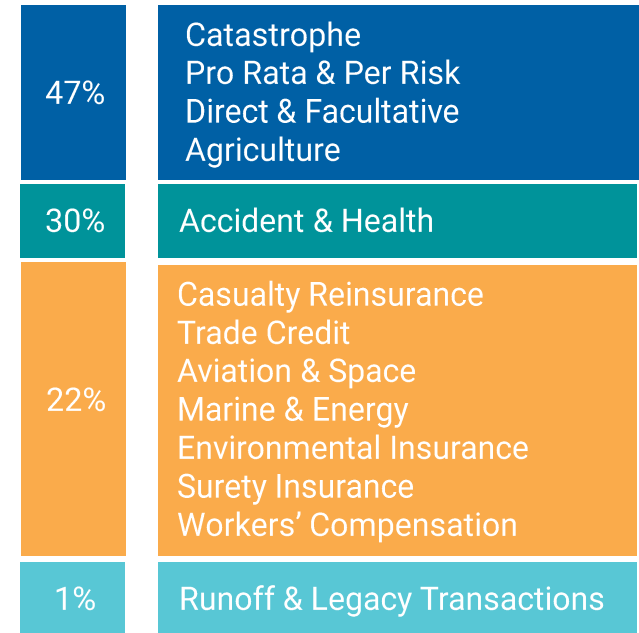 47%
Catastrophe
Pro Rata & Per Risk
Direct & Facultative
Agriculture
30%
Accident & Health
22%
Casualty Reinsurance
Trade Credit
Aviation & Space
Marine & Energy
Environmental Insurance
Surety Insurance
Workers’ Compensation
1%
Runoff & Legacy Transactions